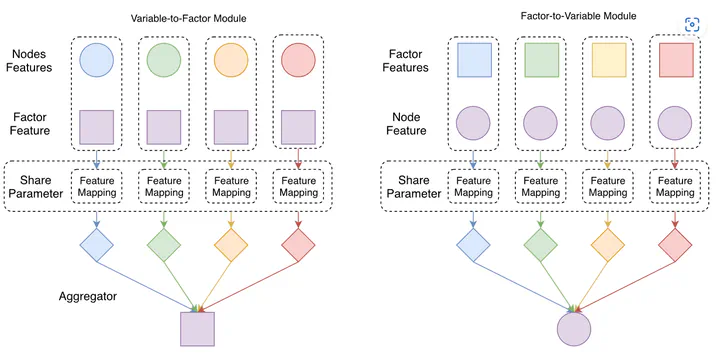 Variable-to-Factor Module
Nodes
Features
Factor
Feature
Share
Parameter
Feature
Mapping
Feature
Mapping
Feature
Mapping
Feature
Mapping
Aggregator
Factor-to-Variable Module
Factor
Features
Node
Feature
Share
Parameter
Feature
Mapping
Feature
Mapping
Feature
Mapping
Feature
Mapping